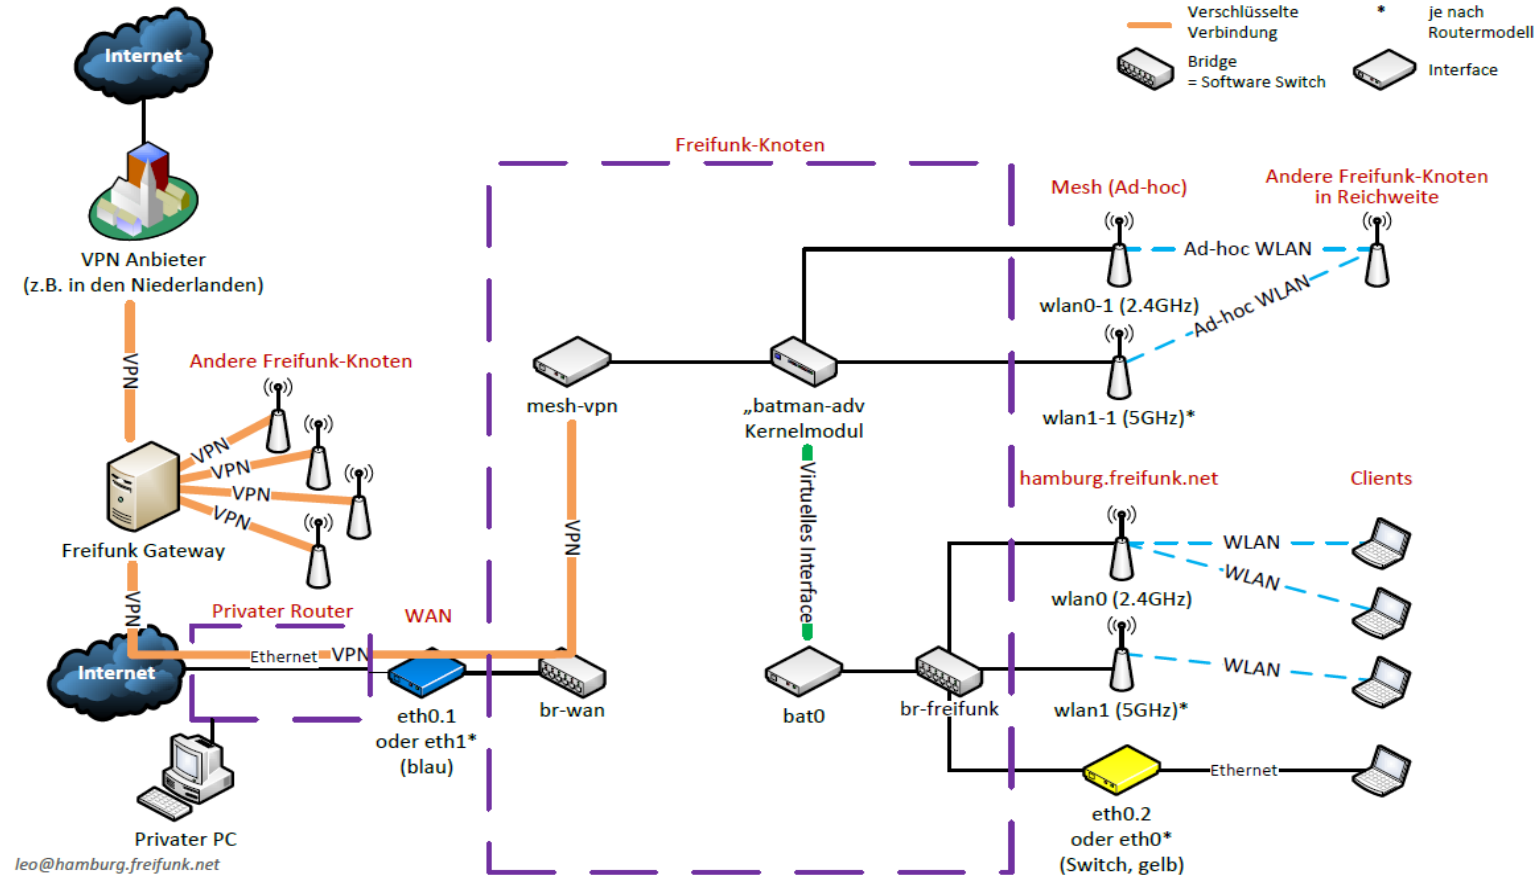 Verschlüsselte
Verbindung
*
je nach
Routermodell
Bridge
= Software Switch
Interface
Internet
Freifunk-Knoten
Mesh (Ad-hoc)
Andere Freifunk-Knoten
in Reichweite
VPN Anbieter
(z.B. in den Niederlanden)
Ad-hoc WLAN
wlan0-1 (2.4GHz)
Ad-hoc WLAN
VPN
Andere Freifunk-Knoten
mesh-vpn
„batman-adv
Kernelmodul
wlan1-1 (5GHz)*
VPN
VPN
VPN
VPN
Freifunk Gateway
VPN
Virtuelles Interface
hamburg.freifunk.net
Clients
WLAN
WLAN
wlan0 (2.4GHz)
VPN
Privater Router
WAN
Internet
Ethernet
VPN
WLAN
eth0.1
oder eth1*
(blau)
br-wan
bat0
br-freifunk
wlan1 (5GHz)*
Ethernet
eth0.2
oder eth0*
(Switch, gelb)
Privater PC
leo@hamburg.freifunk.net